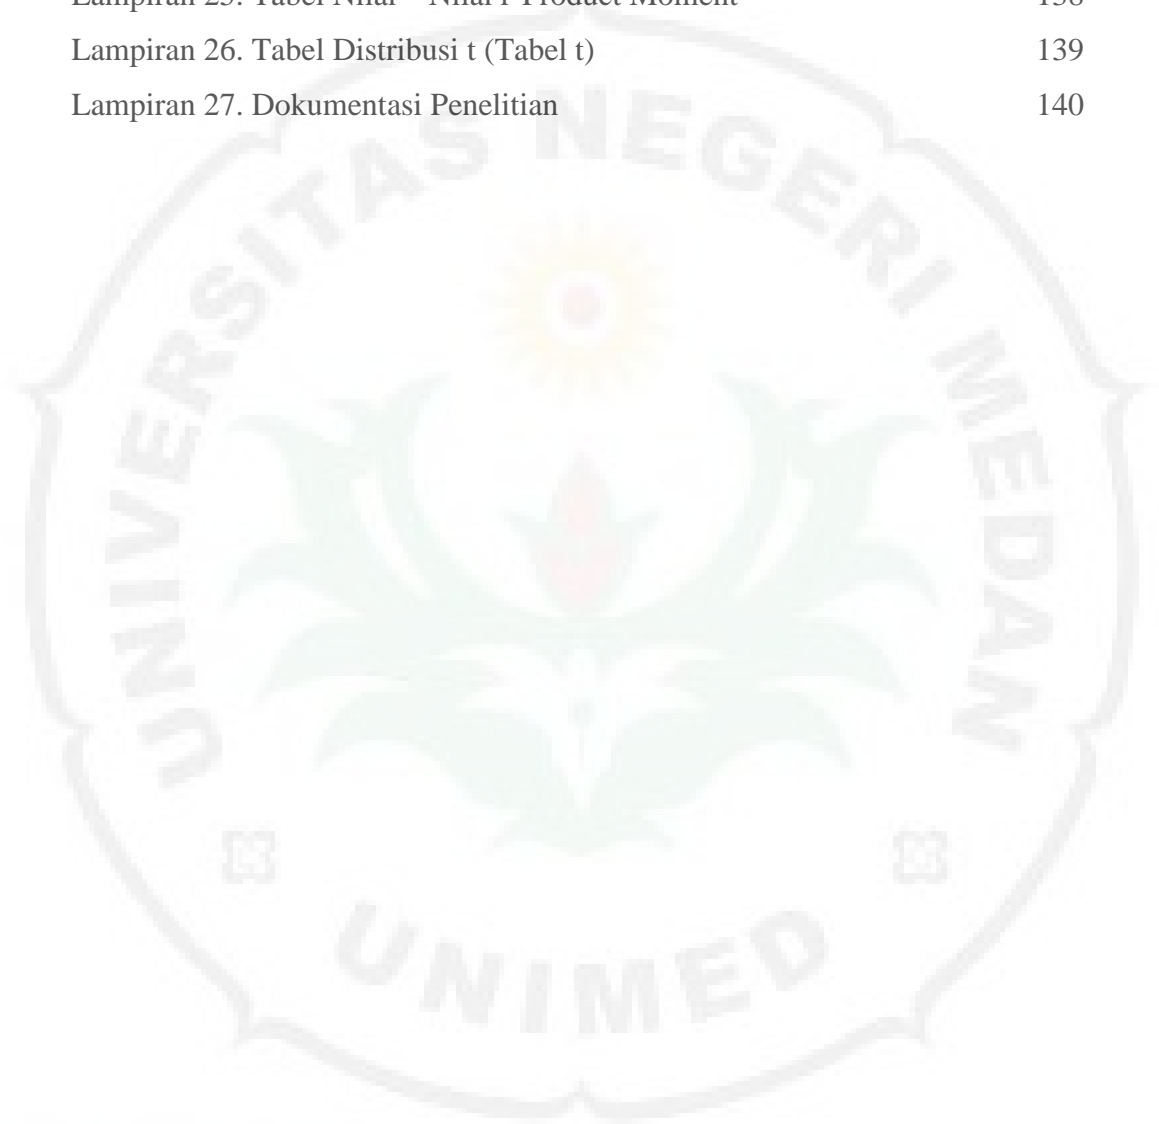 Lampiran 25. Tabel Nilai – Nilai r Product Moment 138
Lampiran 26. Tabel Distribusi t (Tabel t) 139
Lampiran 27. Dokumentasi Penelitian 140
UNIVERSITAS NEGERI MEDAN
UNIMED